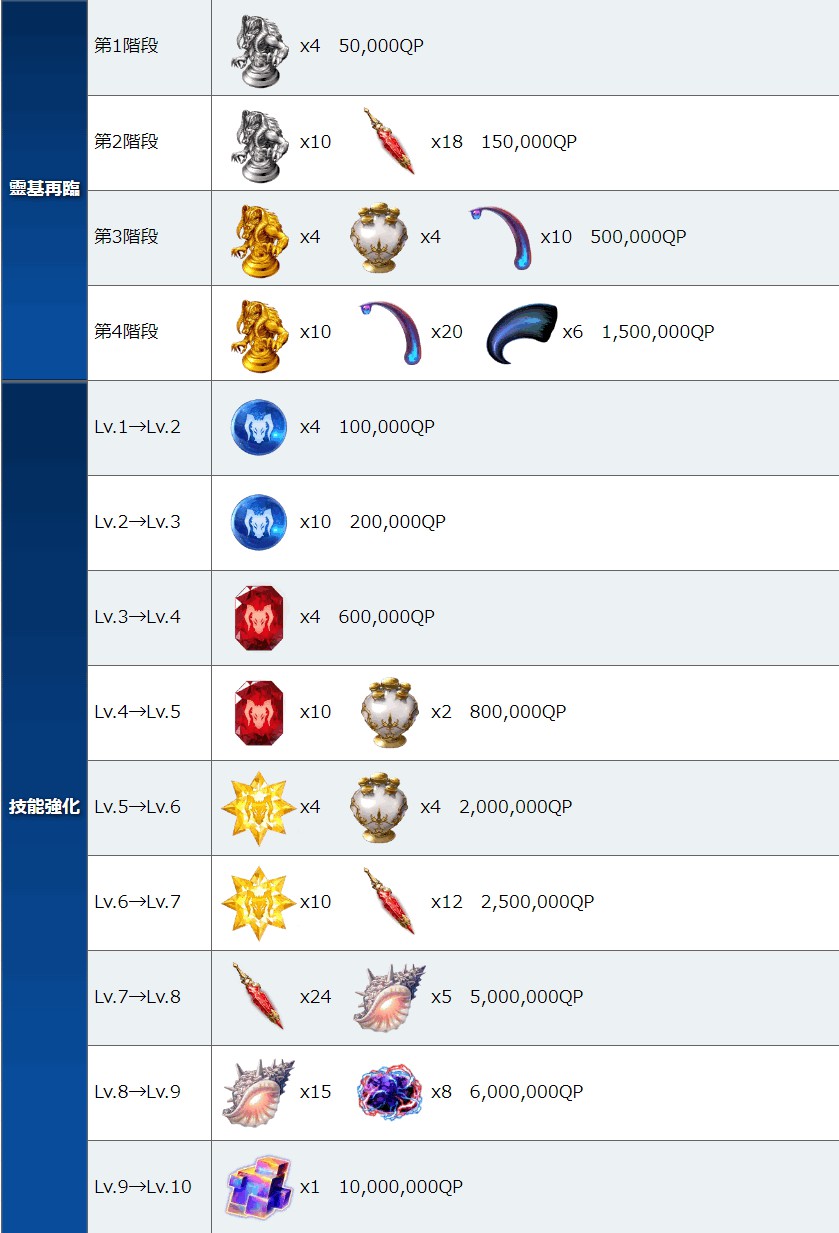 靈基再臨
第1階段 x4 50,000QP
第2階段 x10 x18 150,000QP
第3階段 x4 x4 x10 500,000QP
第4階段 x10 x20 x6 1,500,000QP
技能強化
Lv.1→Lv.2 x4 100,000QP
Lv.2→Lv.3 x10 200,000QP
Lv.3→Lv.4 x4 600,000QP
Lv.4→Lv.5 x10 x2 800,000QP
Lv.5→Lv.6 x4 x4 2,000,000QP
Lv.6→Lv.7 x10 x12 2,500,000QP
Lv.7→Lv.8 x24 x5 5,000,000QP
Lv.8→Lv.9 x15 x8 6,000,000QP
Lv.9→Lv.10 x1 10,000,000QP